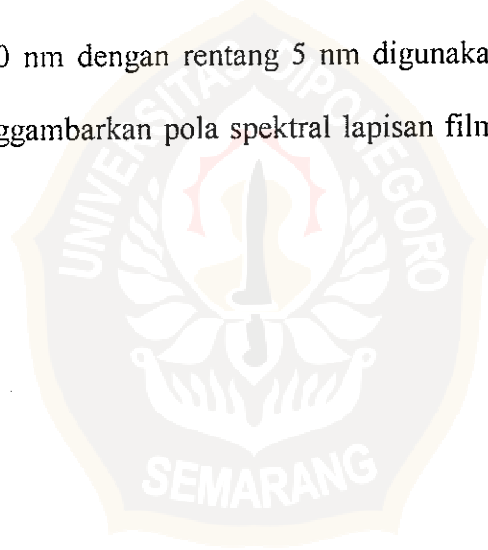 0 nm dengan rentang 5 nm digunaka
ggambarkan pola spektral lapisan film
UNIVERSITAS DIPONEGORO
SEMARANG